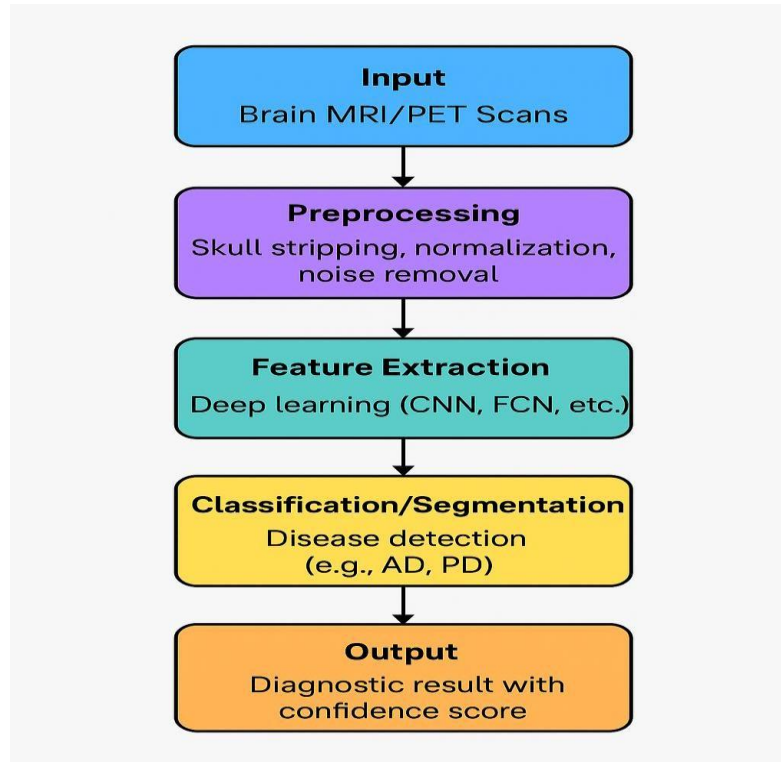 Input
Brain MRI/PET Scans
Preprocessing
Skull stripping, normalization,
noise removal
Feature Extraction
Deep learning (CNN, FCN, etc.)
Classification/Segmentation
Disease detection
(e.g., AD, PD)
Output
Diagnostic result with
confidence score